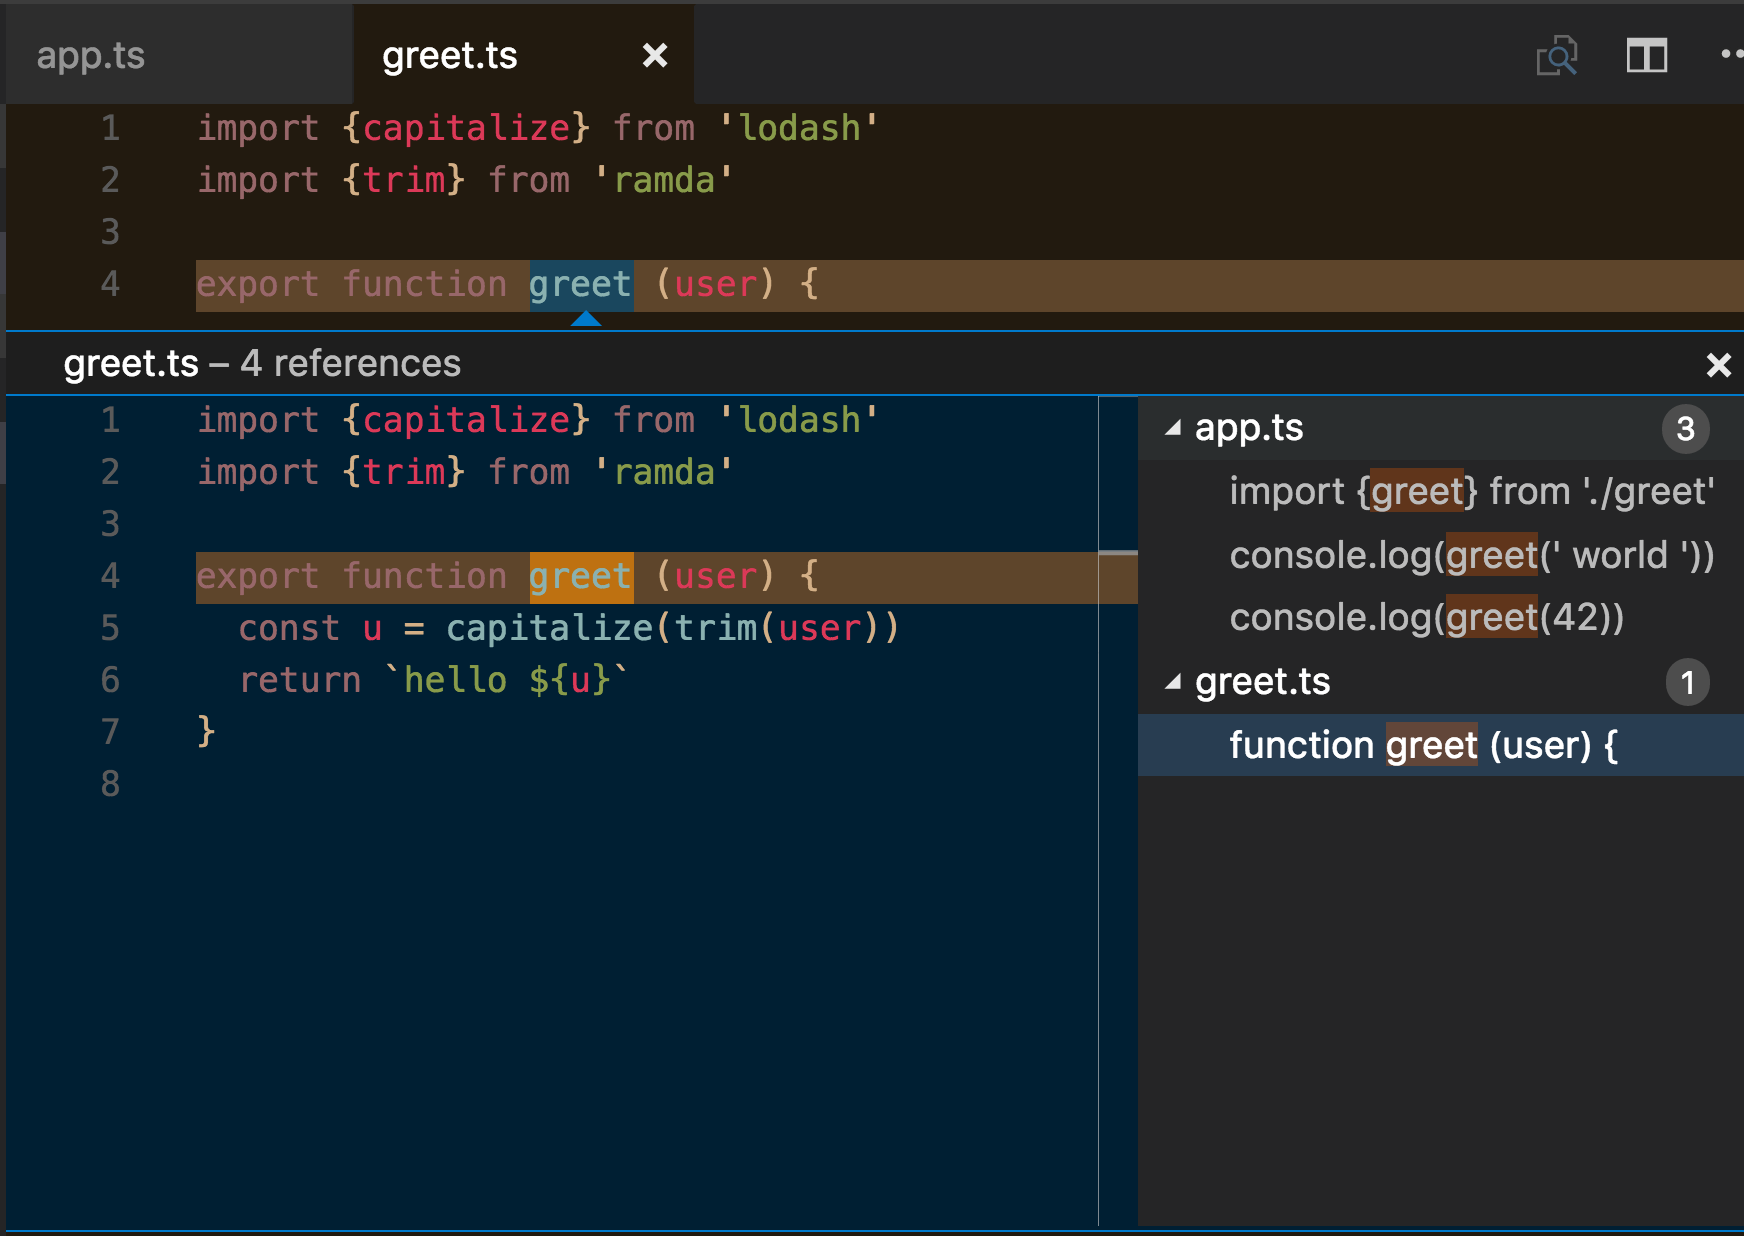 app.ts
greet.ts
1 import {capitalize} from 'lodash'
2 import {trim} from 'ramda'
3
4 export function greet (user) {
greet.ts – 4 references
1 import {capitalize} from 'lodash'
2 import {trim} from 'ramda'
3
4 export function greet (user) {
5   const u = capitalize(trim(user))
6   return `hello ${u}`
7 }
8
app.ts 3
import {greet} from './greet'
console.log(greet(' world '))
console.log(greet(42))
greet.ts 1
function greet (user) {